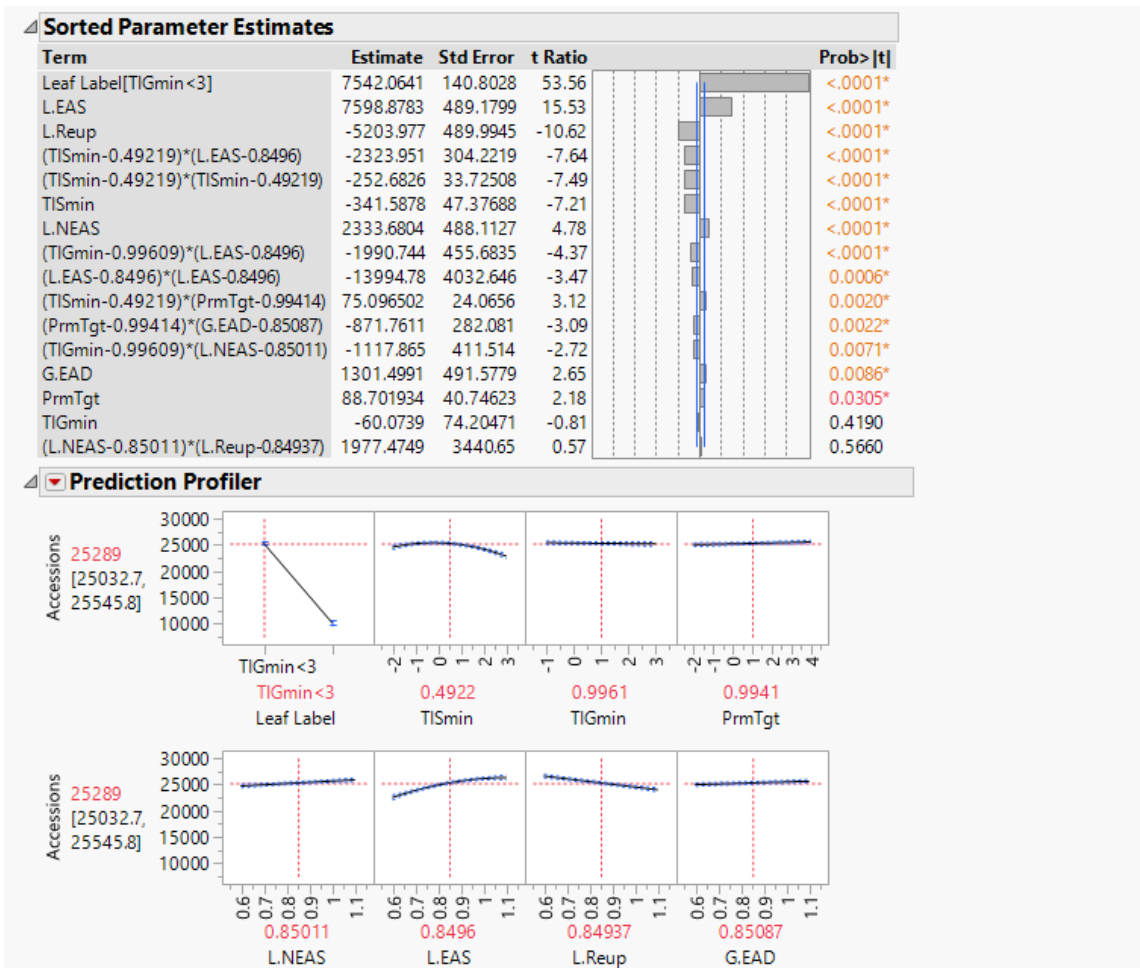 Sorted Parameter Estimates
Term Estimate Std Error t Ratio Prob>|t|
Leaf Label[TIGmin<3] 7542.0641 140.8028 53.56 <.0001*
L.EAS 7598.8783 489.1799 15.53 <.0001*
L.Reup -5203.977 489.9945 -10.62 <.0001*
(TISmin-0.49219)*(L.EAS-0.8496) -2323.951 304.2219 -7.64 <.0001*
(TISmin-0.49219)*(TISmin-0.49219) -252.6826 33.72508 -7.49 <.0001*
TISmin -341.5878 47.37688 -7.21 <.0001*
L.NEAS 2333.6804 488.1127 4.78 <.0001*
(TIGmin-0.99609)*(L.EAS-0.8496) -1990.744 455.6835 -4.37 <.0001*
(L.EAS-0.8496)*(L.EAS-0.8496) -13994.78 4032.646 -3.47 0.0006*
(TISmin-0.49219)*(PrmTgt-0.99414) 75.096502 24.0656 3.12 0.0020*
(PrmTgt-0.99414)*(G.EAD-0.85087) -871.7611 282.081 -3.09 0.0022*
(TIGmin-0.99609)*(L.NEAS-0.85011) -1117.865 411.514 -2.72 0.0071*
G.EAD 1301.4991 491.5779 2.65 0.0086*
PrmTgt 88.701934 40.74623 2.18 0.0305*
TIGmin -60.0739 74.20471 -0.81 0.4190
(L.NEAS-0.85011)*(L.Reup-0.84937) 1977.4749 3440.65 0.57 0.5660
Prediction Profiler
Accessions
25289
[25032.7,
25545.8]
30000
25000
20000
15000
10000
TIGmin<3
-2 -1 0 1 2 3
-1 0 1 2 3
-2 -1 0 1 2 3 4
TIGmin<3 0.4922 0.9961 0.9941
Leaf Label TISmin TIGmin PrmTgt
Accessions
25289
[25032.7,
25545.8]
30000
25000
20000
15000
10000
0.6 0.7 0.8 0.9 1 1.1
0.6 0.7 0.8 0.9 1 1.1
0.6 0.7 0.8 0.9 1 1.1
0.6 0.7 0.8 0.9 1 1.1
0.85011 0.8496 0.84937 0.85087
L.NEAS L.EAS L.Reup G.EAD